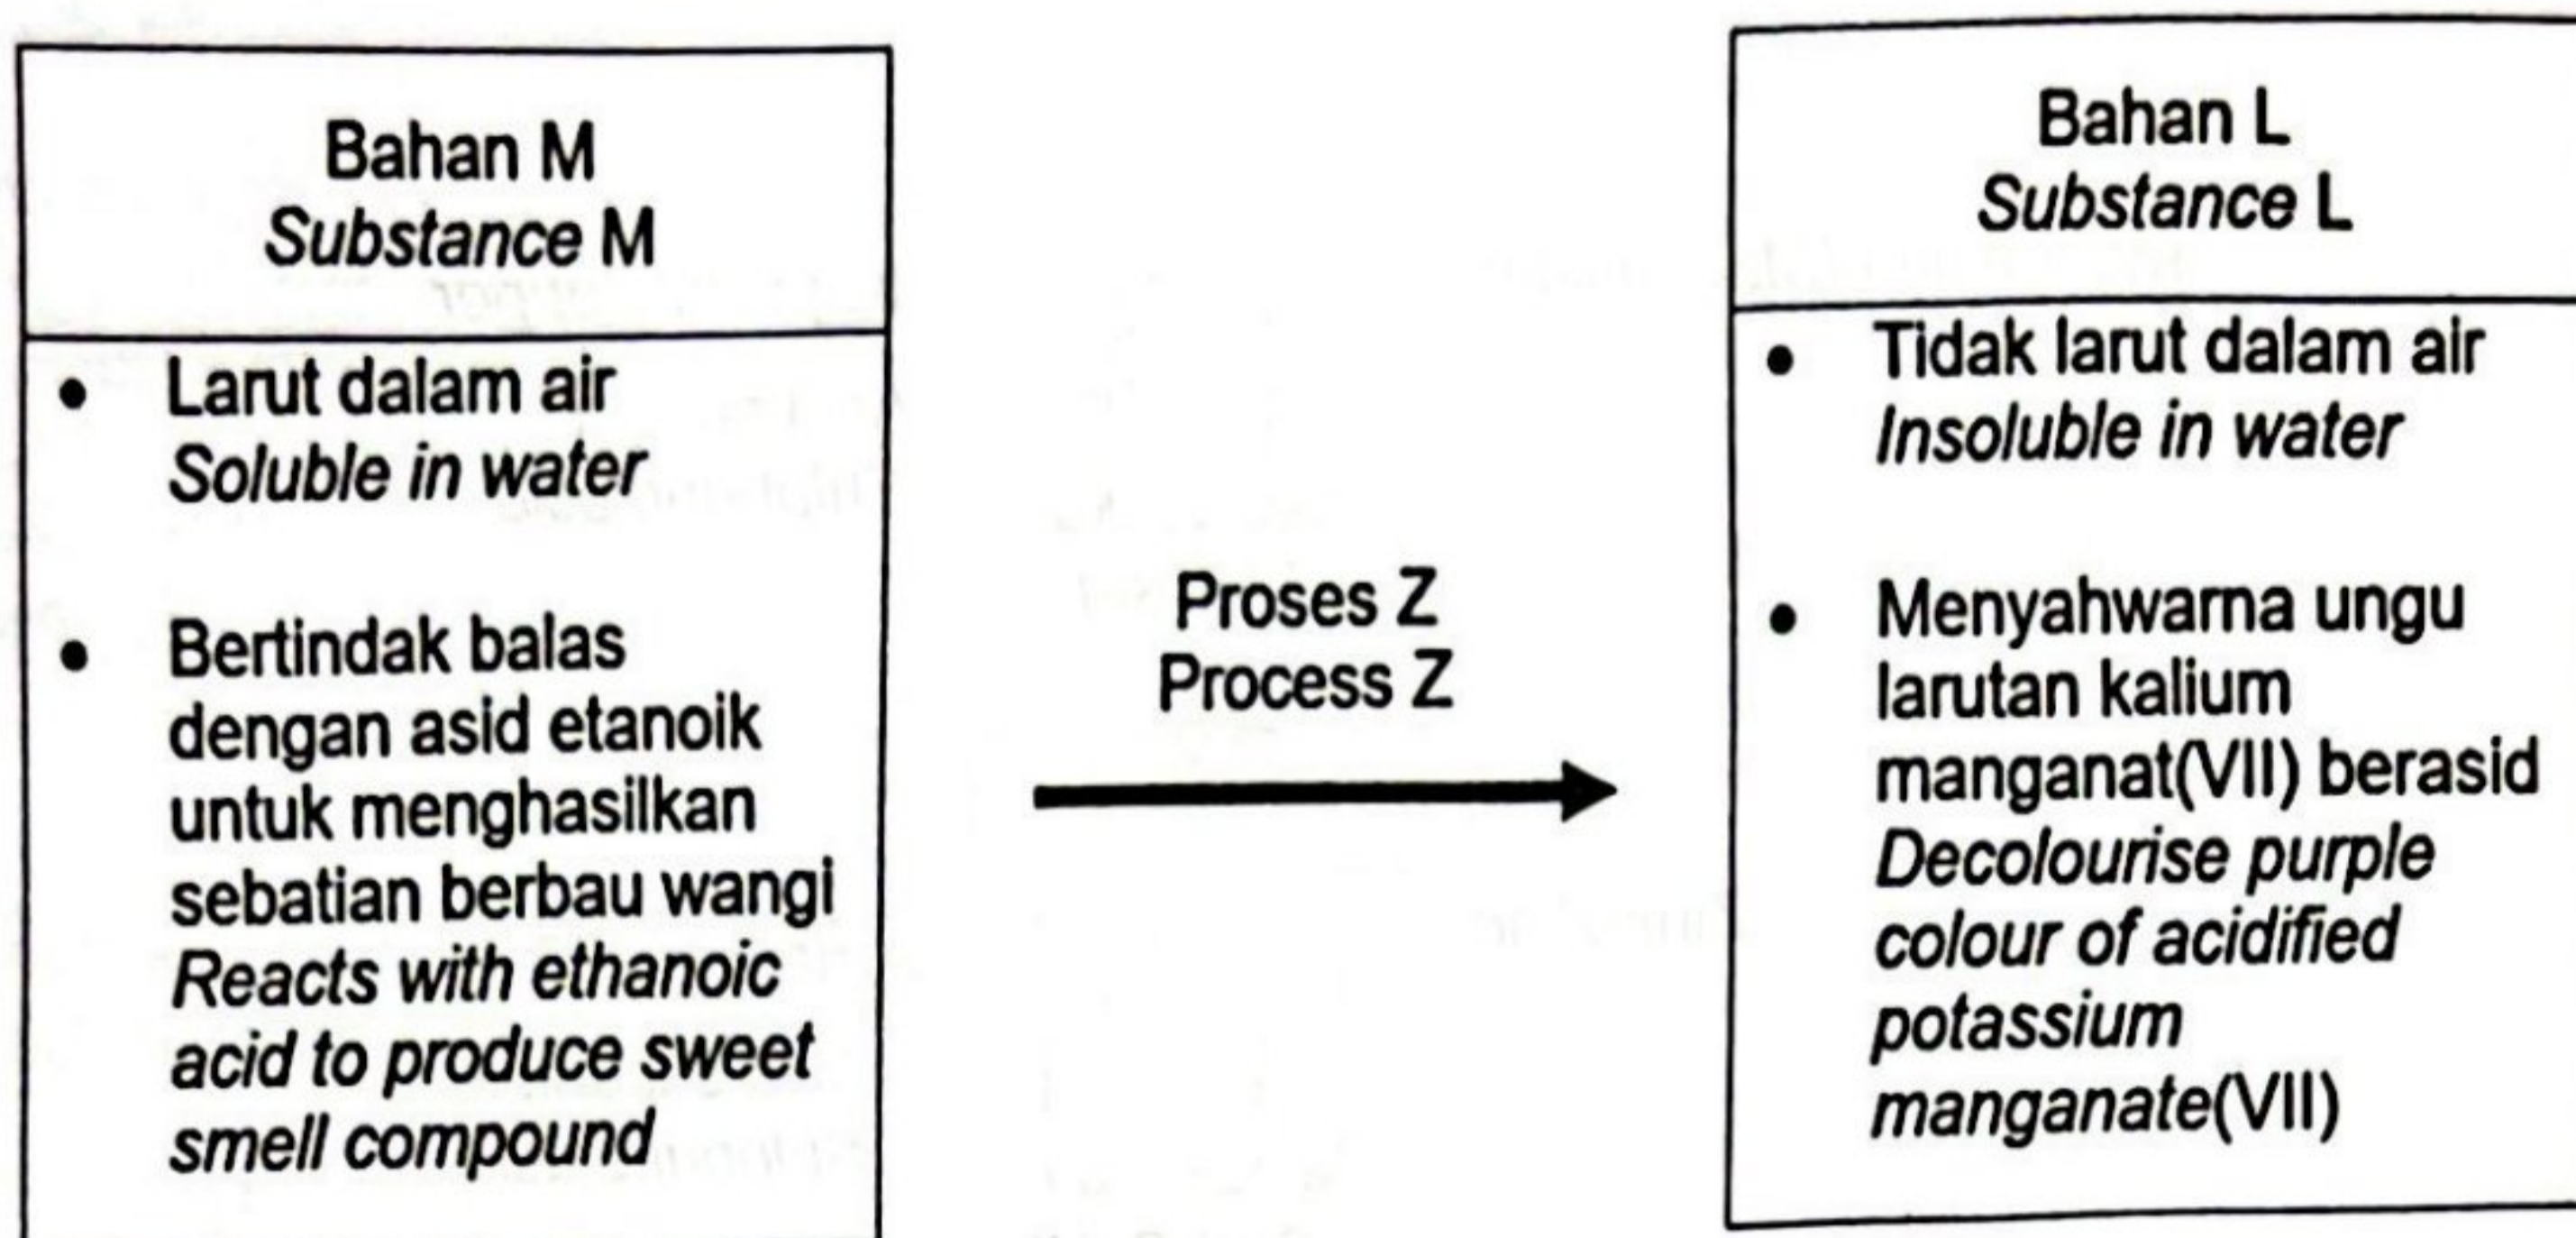 Bahan M
Substance M
• Larut dalam air
Soluble in water
• Bertindak balas
dengan asid etanoik
untuk menghasilkan
sebatian berbau wangi
Reacts with ethanoic
acid to produce sweet
smell compound
Proses Z
Process Z
Bahan L
Substance L
• Tidak larut dalam air
Insoluble in water
• Menyahwarna ungu
larutan kalium
manganat(VII) berasid
Decolourise purple
colour of acidified
potassium
manganate(VII)